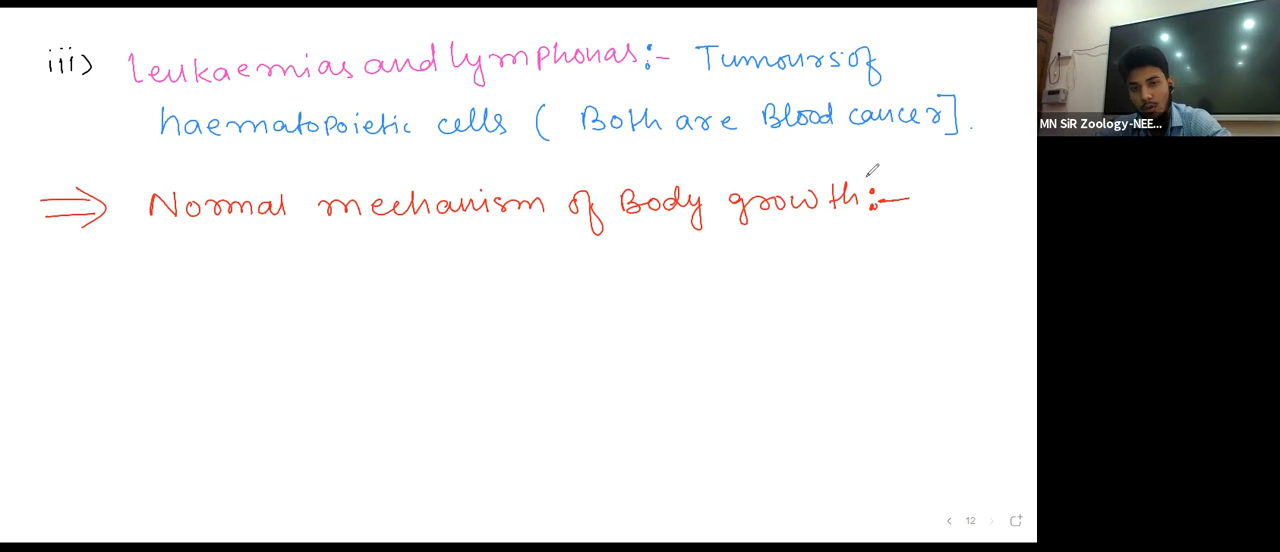 iii) Leukaemias and lymphonas :- Tumours of
haematopoietic cells ( Both are Blood cancer].
⇒ Normal mechanism of Body growth :-
MN SiR Zoology-NEE...
12